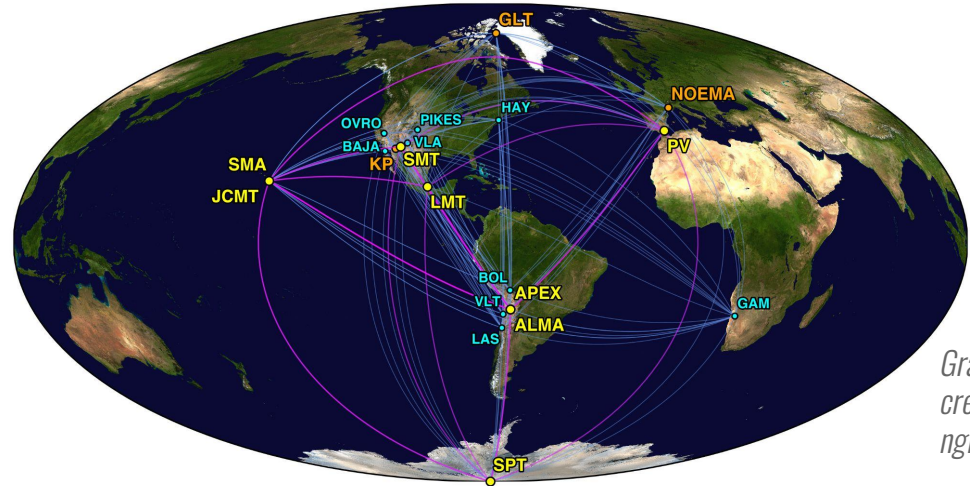 GLT
NOEMA
HAY
PIKES
OVRO
VLA
BAJA
SMT
KP
PV
SMA
JCMT
LMT
BOL
APEX
VLT
GAM
ALMA
LAS
SPT